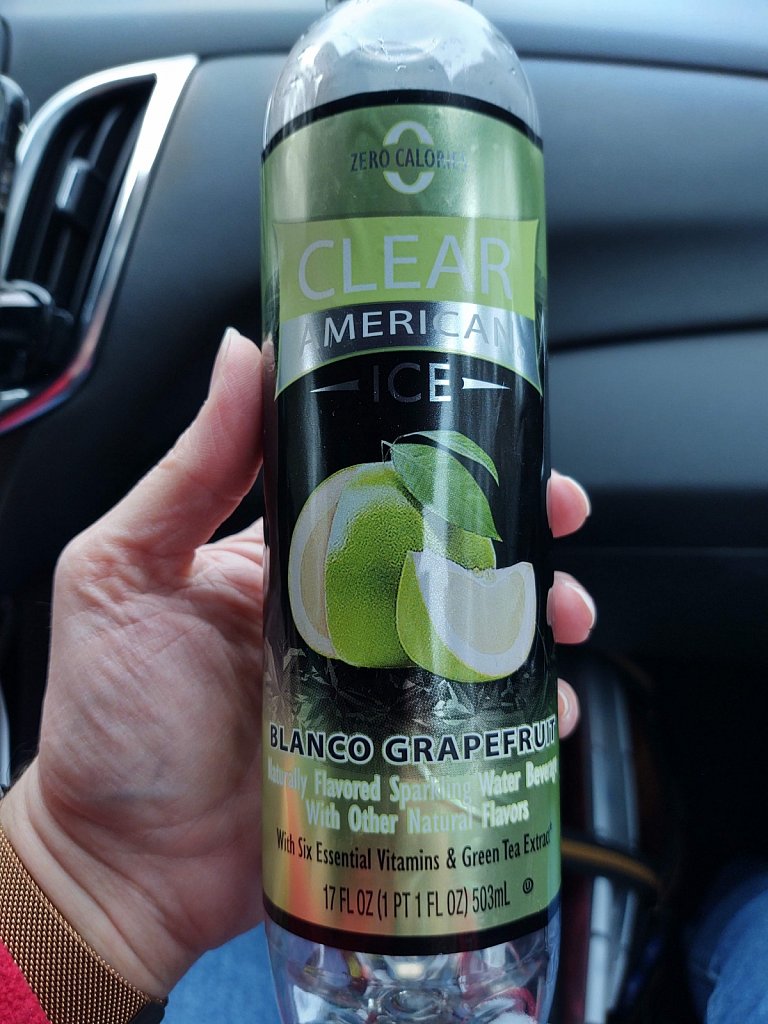 ZERO CALORIES
CLEAR
AMERICAN
ICE
BLANCO GRAPEFRUIT
Naturally Flavored Sparkling Water Beverage
With Other Natural Flavors
With Six Essential Vitamins & Green Tea Extract*
17 FL OZ (1 PT 1 FL OZ) 503mL U